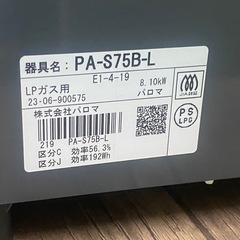 器具名：PA-S75B-L
E1-4-19
LPガス用 8.10kW
23-06-900575 パロマ
株式会社パロマ
219 PA-S75B-L
区分C 効率56.3%
区分J 効率192Wh
PS
LPG